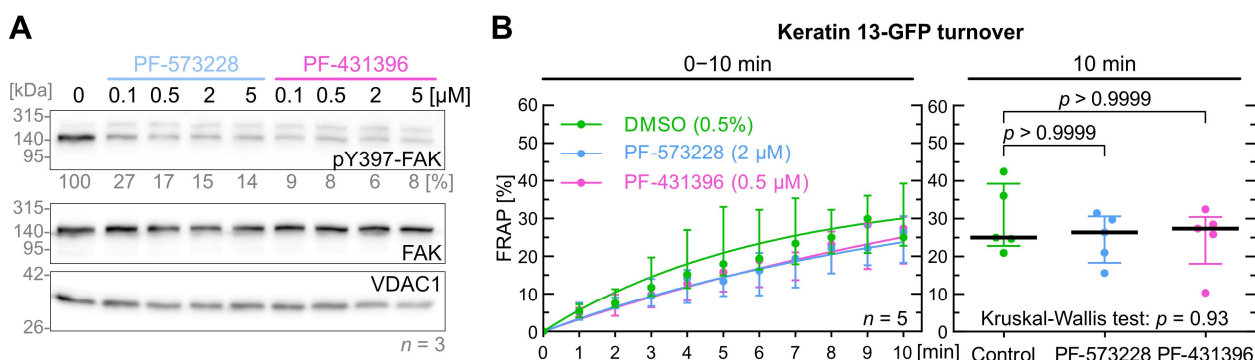 A
PF-573228 PF-431396
[kDa] 0 0.1 0.5 2 5 0.1 0.5 2 5 [µM]
315
140
95
pY397-FAK
100 27 17 15 14 9 8 6 8 [%]
315
140
95
FAK
42
VDAC1
26
n = 3
B
Keratin 13-GFP turnover
0–10 min
FRAP [%]
60
50
40
30
20
10
0
DMSO (0.5%)
PF-573228 (2 µM)
PF-431396 (0.5 µM)
n = 5
0 1 2 3 4 5 6 7 8 9 10 [min]
10 min
60
50
40
30
20
10
0
p > 0.9999
p > 0.9999
Kruskal-Wallis test: p = 0.93
Control PF-573228 PF-431396